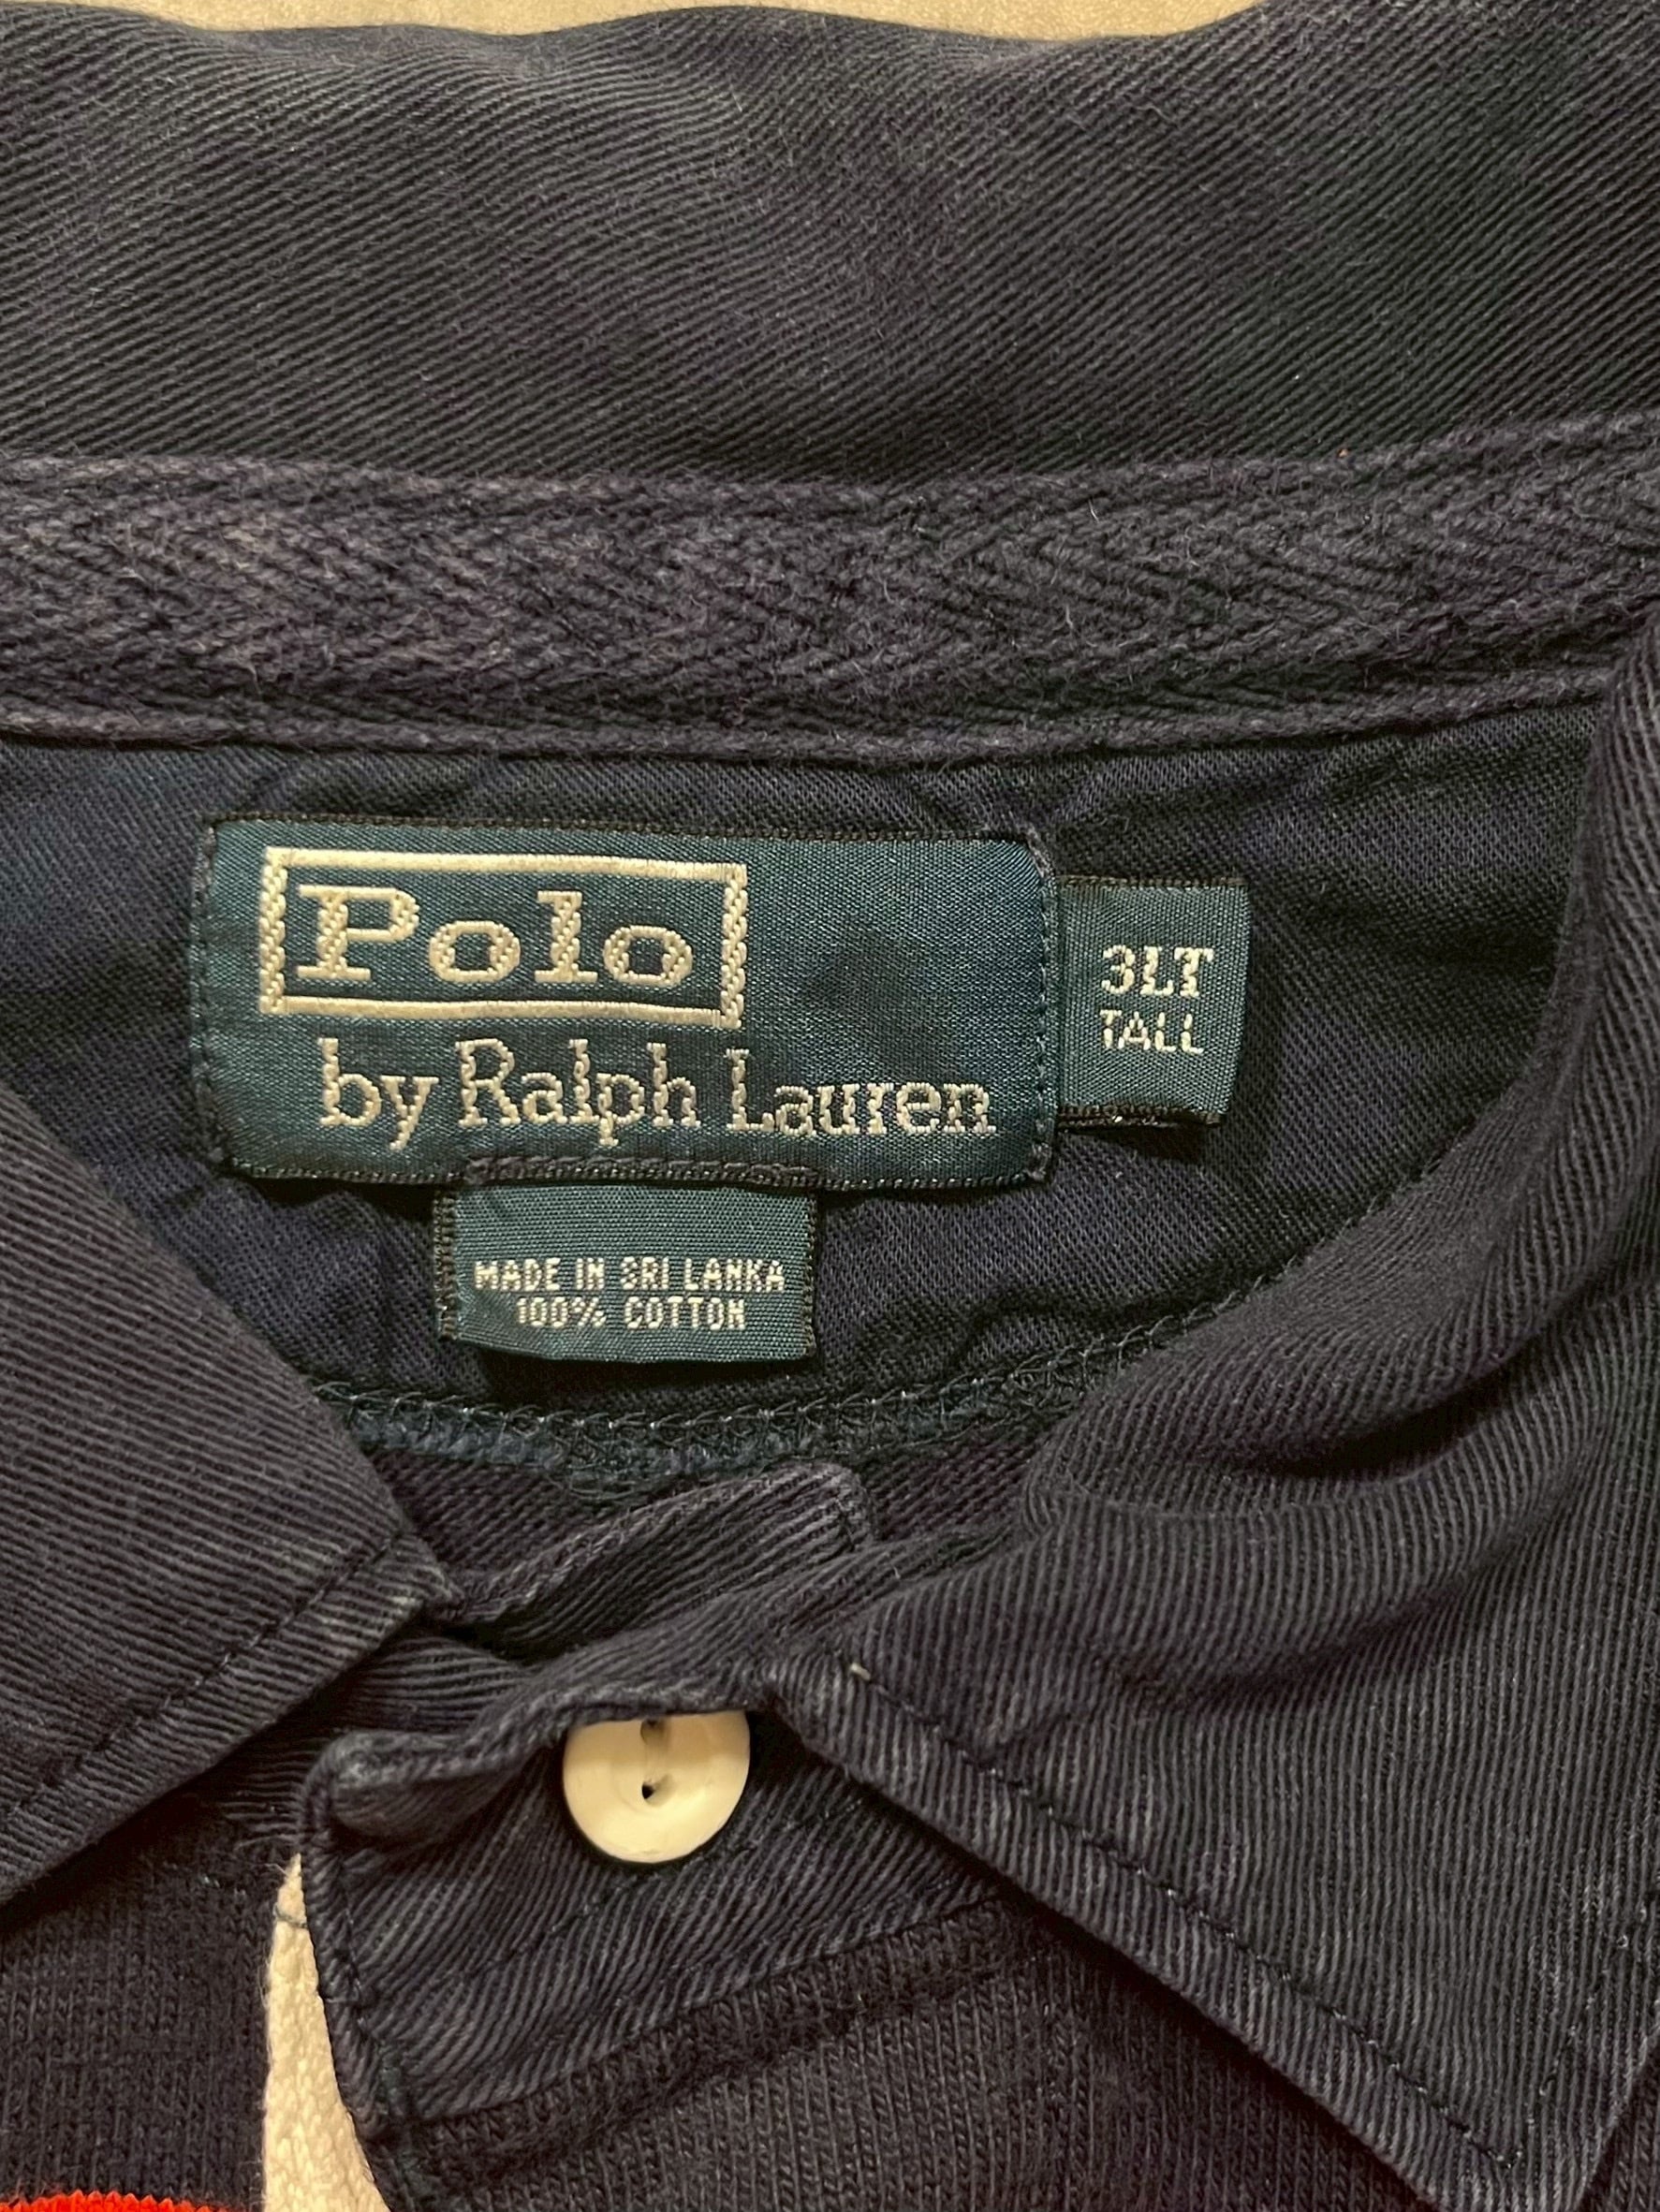 Polo
by Ralph Lauren
3LT
TALL
MADE IN SRI LANKA
100% COTTON